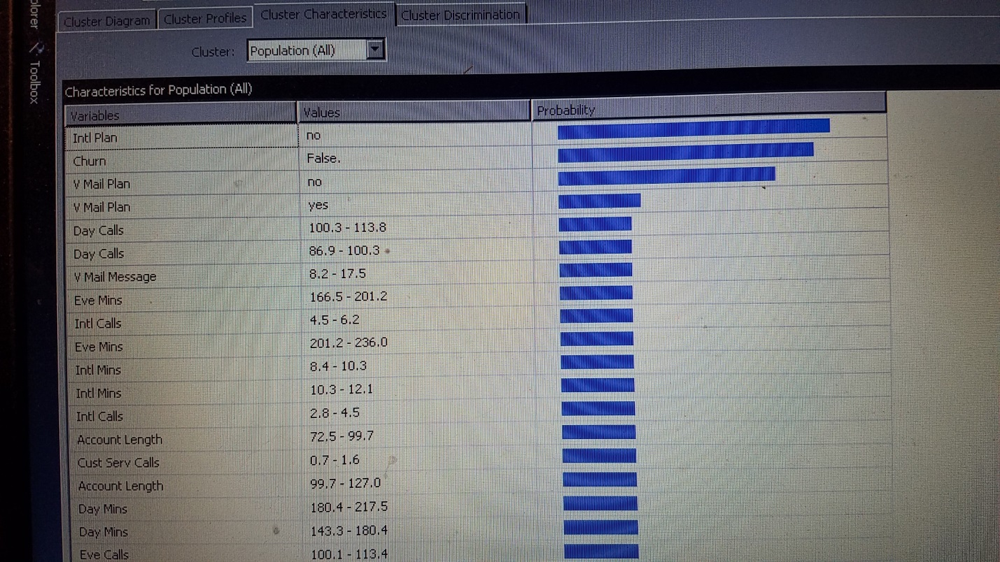 plorer
Toolbox
Cluster Diagram Cluster Profiles Cluster Characteristics Cluster Discrimination
Cluster: Population (All)
Characteristics for Population (All)
Variables Values Probability
Intl Plan no
Churn False.
V Mail Plan no
V Mail Plan yes
Day Calls 100.3 - 113.8
Day Calls 86.9 - 100.3
V Mail Message 8.2 - 17.5
Eve Mins 166.5 - 201.2
Intl Calls 4.5 - 6.2
Eve Mins 201.2 - 236.0
Intl Mins 8.4 - 10.3
Intl Mins 10.3 - 12.1
Intl Calls 2.8 - 4.5
Account Length 72.5 - 99.7
Cust Serv Calls 0.7 - 1.6
Account Length 99.7 - 127.0
Day Mins 180.4 - 217.5
Day Mins 143.3 - 180.4
Eve Calls 100.1 - 113.4